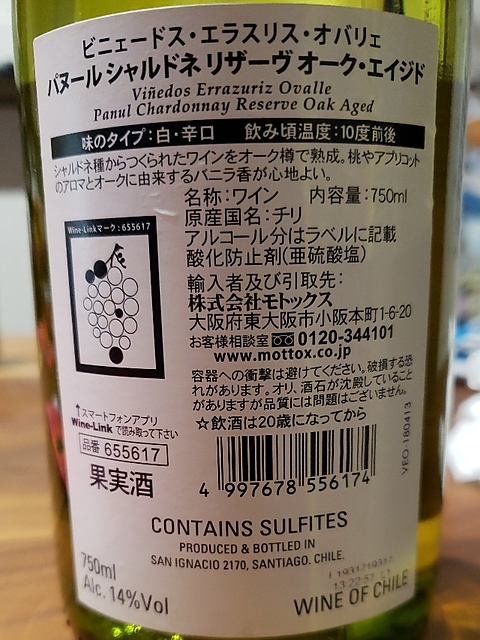 ビニェードス・エラスリス・オバリェ
パヌール シャルドネ リザーヴ オーク・エイジド
Viñedos Errazuriz Ovalle
Panul Chardonnay Reserve Oak Aged
味のタイプ：白・辛口　飲み頃温度：10度前後
シャルドネ種からつくられたワインをオーク樽で熟成。桃やアプリコット
のアロマとオークに由来するバニラ香が心地よい。
名称：ワイン　内容量：750ml
原産国名：チリ
アルコール分はラベルに記載
酸化防止剤（亜硫酸塩）
輸入者及び引取先：
株式会社モトックス
大阪府東大阪市小阪本町1-6-20
お客様相談室 0120-344101
www.mottox.co.jp
Wine-Linkマーク：655617
↑スマートフォンアプリ
Wine-Link で読み取って下さい
品番 655617
果実酒
容器への衝撃は避けてください。破損する恐
れがあります。オリ、酒石が沈殿していること
がありますが品質には問題はございません。
☆飲酒は20歳になってから
4 997678 556174
VEO-180413
CONTAINS SULFITES
PRODUCED & BOTTLED IN
SAN IGNACIO 2170, SANTIAGO. CHILE.
750ml
Alc. 14%Vol
13:22:57
WINE OF CHILE